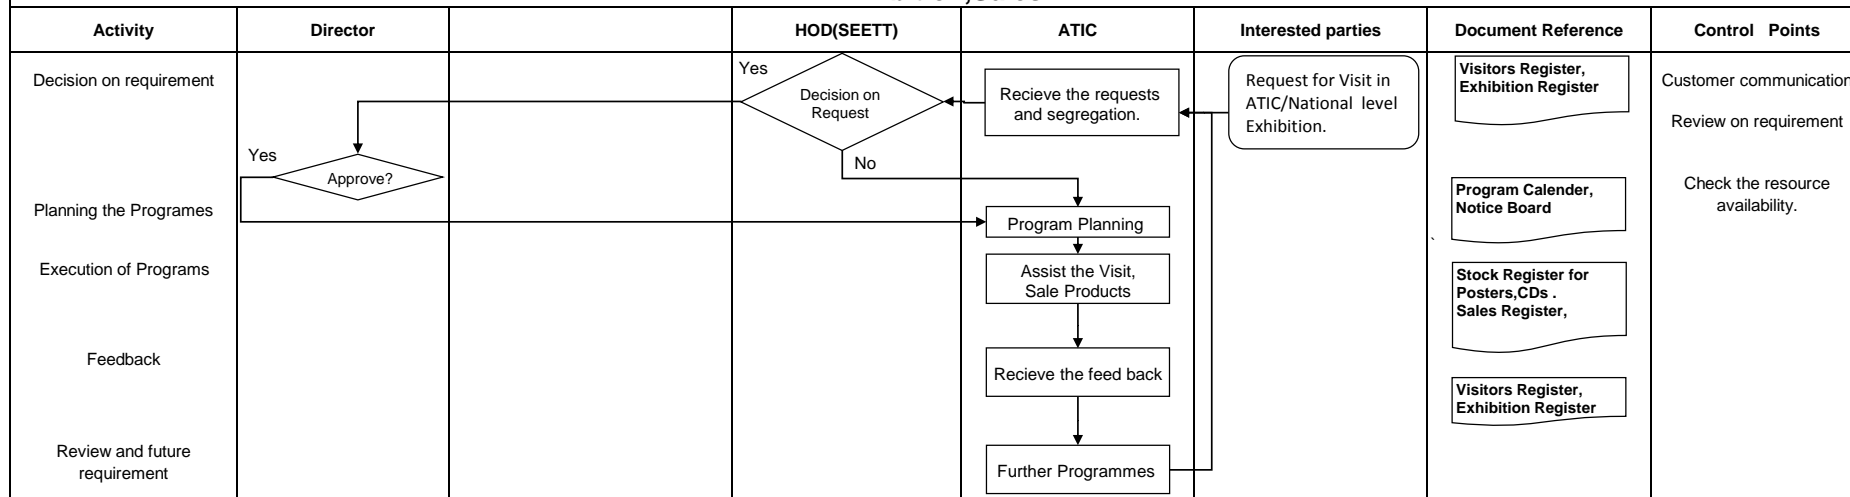 Activity
Director
HOD(SEETT)
ATIC
Interested parties
Document Reference
Control Points
Decision on requirement
Yes
Decision on
Request
Recieve the requests
and segregation.
Request for Visit in
ATIC/National level
Exhibition.
Visitors Register,
Exhibition Register
Customer communication
Review on requirement
Yes
Approve?
No
Planning the Programes
Program Planning
Program Calender,
Notice Board
Check the resource
availability.
`
Execution of Programs
Assist the Visit,
Sale Products
Stock Register for
Posters,CDs .
Sales Register,
Feedback
Recieve the feed back
Visitors Register,
Exhibition Register
Review and future
requirement
Further Programmes